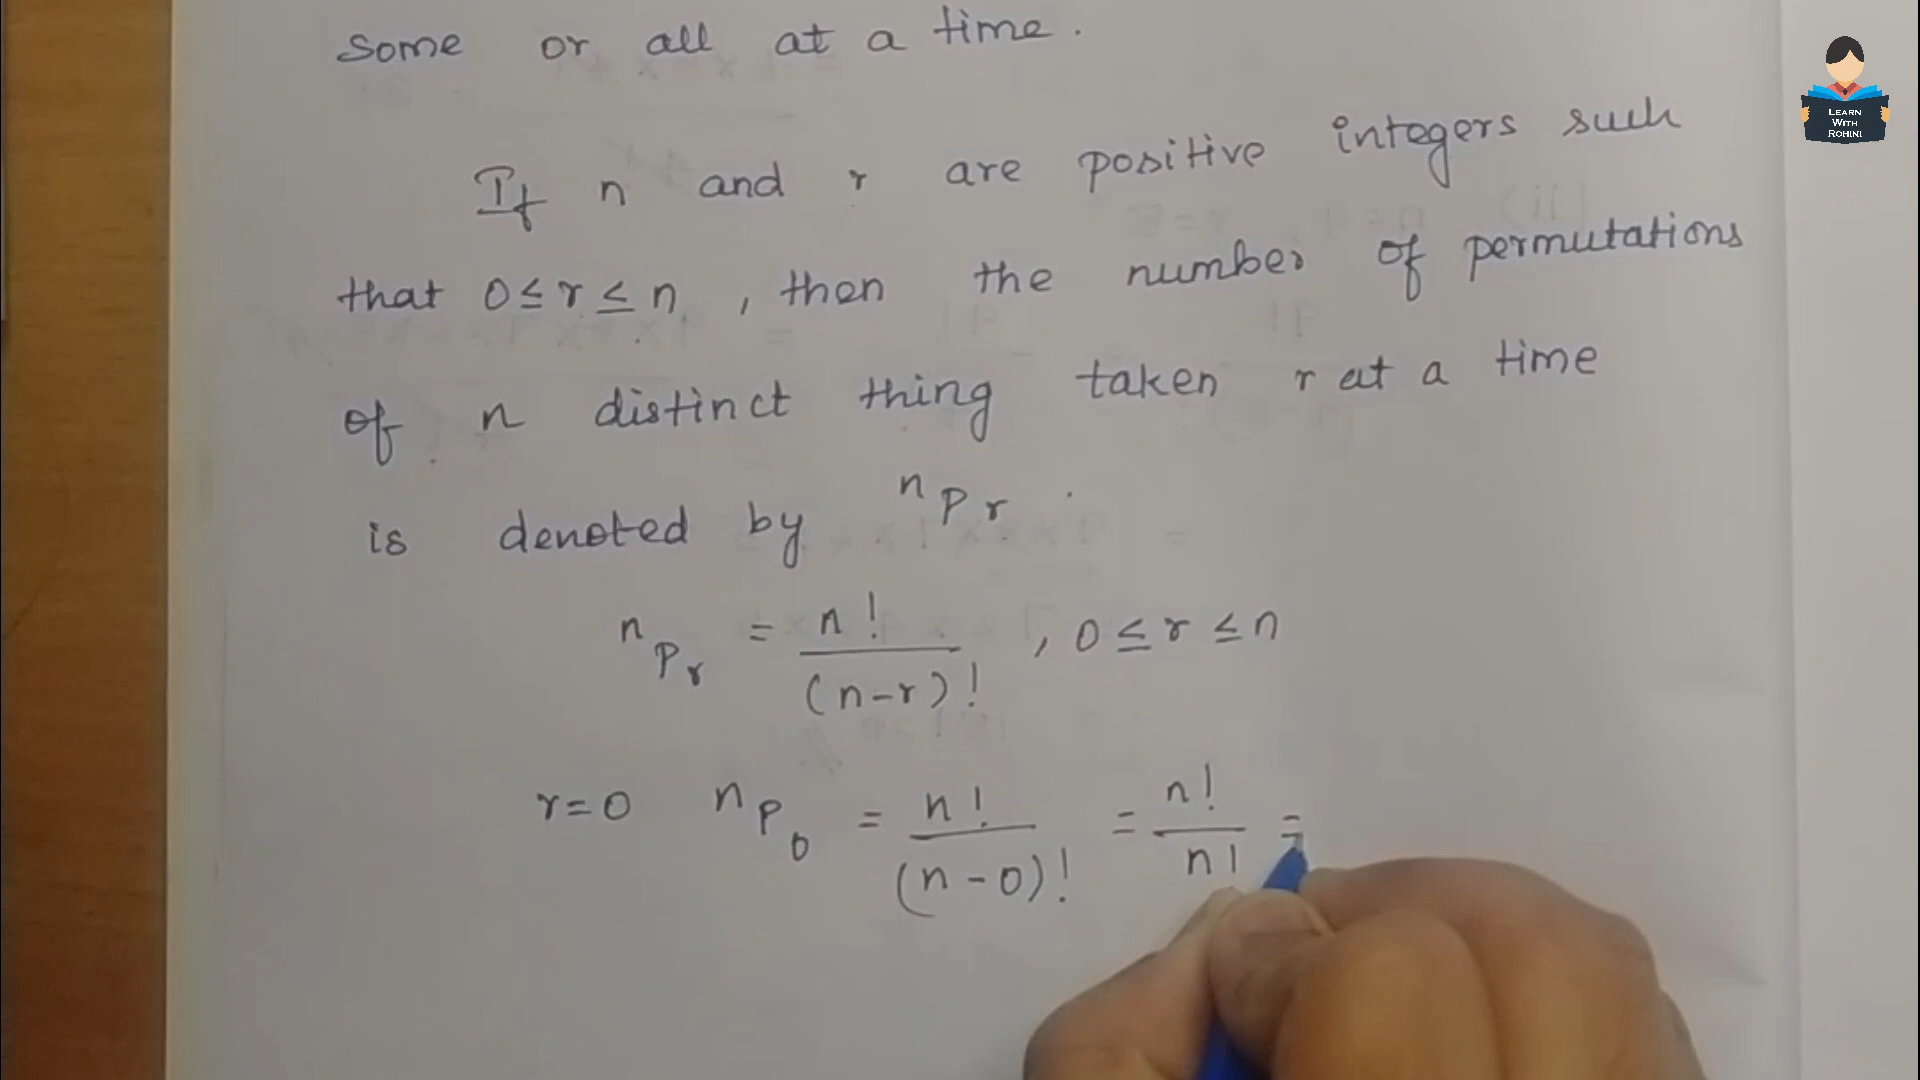 some or all at a time.
LEARN
WITH
ROHINI
If n and r are positive integers such
that 0≤r≤n, then the number of permutations
of n distinct thing taken r at a time
is denoted by ⁿPᵣ.
ⁿPᵣ = n!/(n-r)! , 0≤r≤n
r=0 ⁿP₀ = n!/(n-0)! = n!/n! =